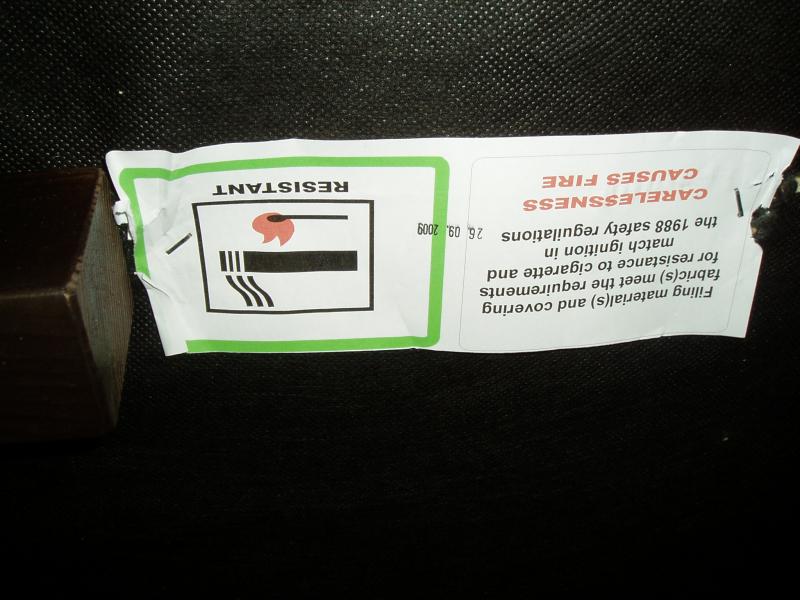 Filing material(s) and covering
fabric(s) meet the requirements
for resistance to cigarette and
match ignition in
the 1988 safety reguilations
CARELESSNESS
CAUSES FIRE
26. 09. 2009
RESISTANT